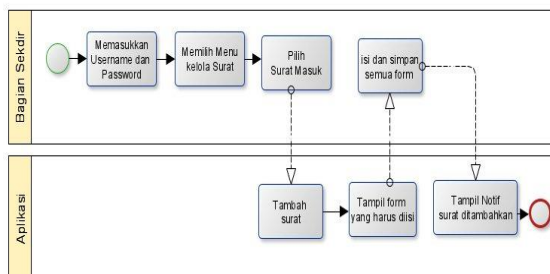 Bagian Sekdir
Memasukkan
Username dan
Password
Memilih Menu
kelola Surat
Pilih
Surat Masuk
isi dan simpan
semua form
Aplikasi
Tambah
surat
Tampil form
yang harus diisi
Tampil Notif
surat ditambahkan